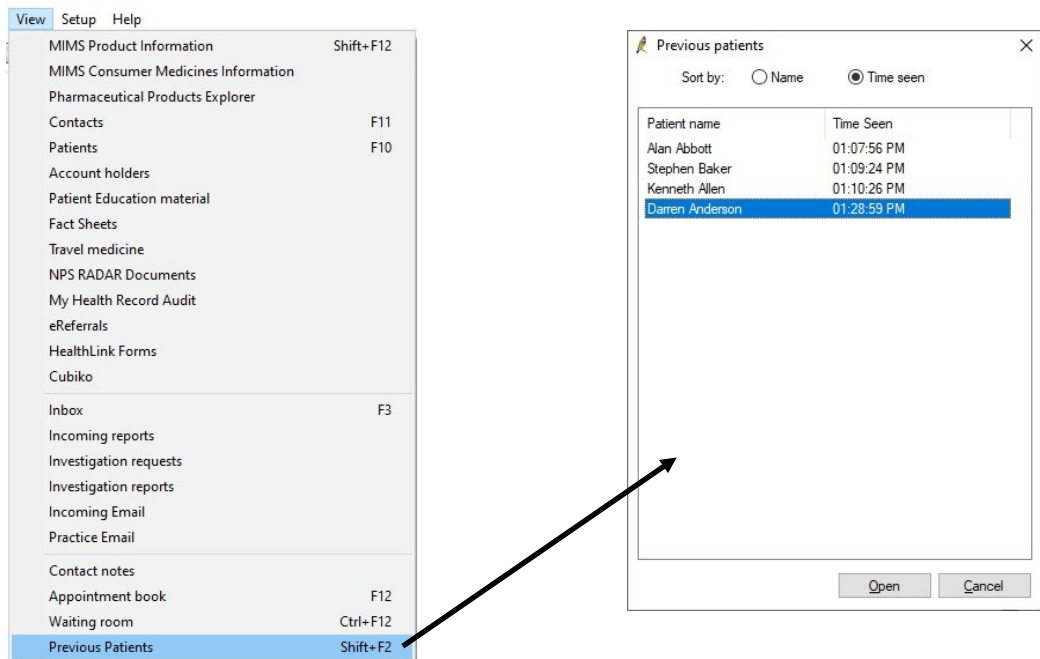 View Setup Help
MIMS Product Information Shift+F12
MIMS Consumer Medicines Information
Pharmaceutical Products Explorer
Contacts F11
Patients F10
Account holders
Patient Education material
Fact Sheets
Travel medicine
NPS RADAR Documents
My Health Record Audit
eReferrals
HealthLink Forms
Cubiko
Inbox F3
Incoming reports
Investigation requests
Investigation reports
Incoming Email
Practice Email
Contact notes
Appointment book F12
Waiting room Ctrl+F12
Previous Patients Shift+F2
Previous patients
Sort by: Name Time seen
Patient name Time Seen
Alan Abbott 01:07:56 PM
Stephen Baker 01:09:24 PM
Kenneth Allen 01:10:26 PM
Darren Anderson 01:28:59 PM
Open Cancel